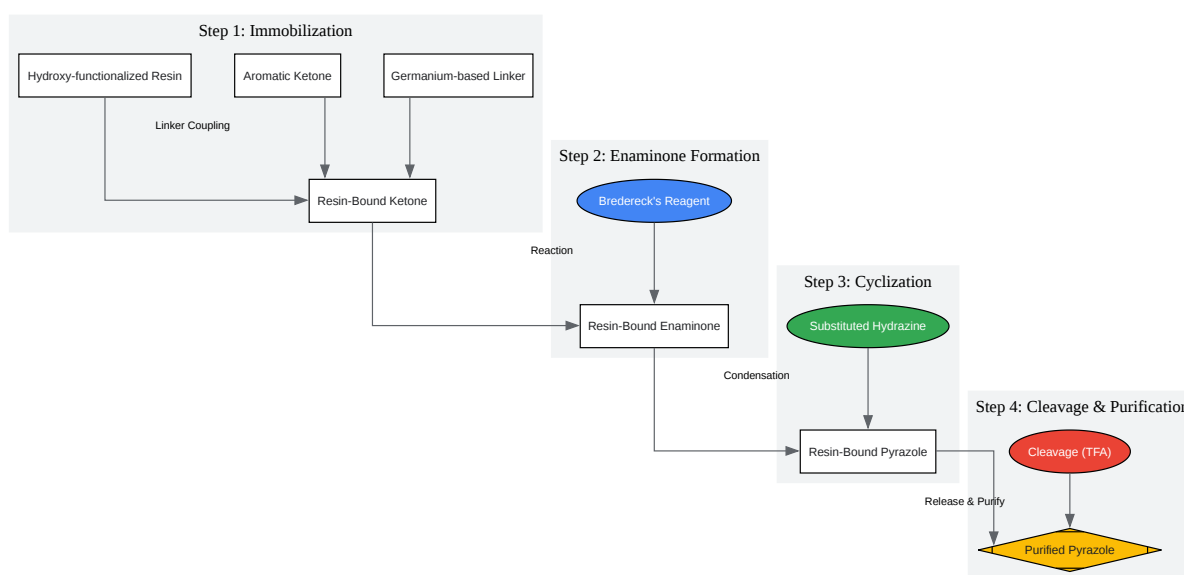 Step 1: Immobilization
Hydroxy-functionalized Resin
Aromatic Ketone
Germanium-based Linker
Linker Coupling
Resin-Bound Ketone
Step 2: Enaminone Formation
Bredereck's Reagent
Reaction
Resin-Bound Enaminone
Step 3: Cyclization
Substituted Hydrazine
Condensation
Resin-Bound Pyrazole
Step 4: Cleavage & Purification
Cleavage (TFA)
Release & Purify
Purified Pyrazole